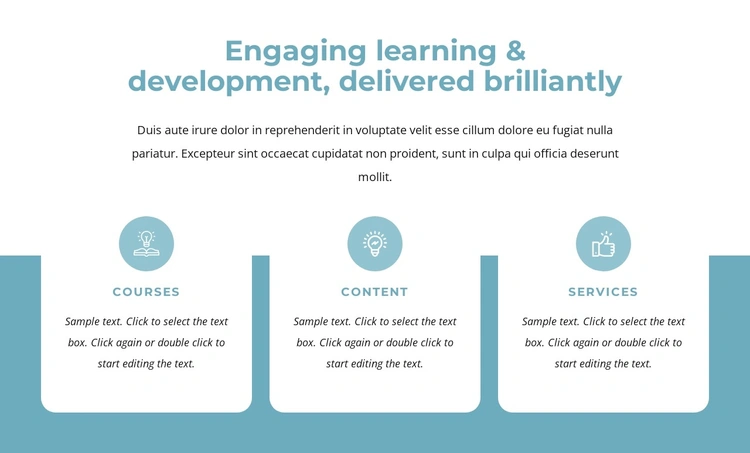 Engaging learning &
development, delivered brilliantly
Duis aute irure dolor in reprehenderit in voluptate velit esse cillum dolore eu fugiat nulla
pariatur. Excepteur sint occaecat cupidatat non proident, sunt in culpa qui officia deserunt
mollit.
COURSES
Sample text. Click to select the text
box. Click again or double click to
start editing the text.
CONTENT
Sample text. Click to select the text
box. Click again or double click to
start editing the text.
SERVICES
Sample text. Click to select the text
box. Click again or double click to
start editing the text.